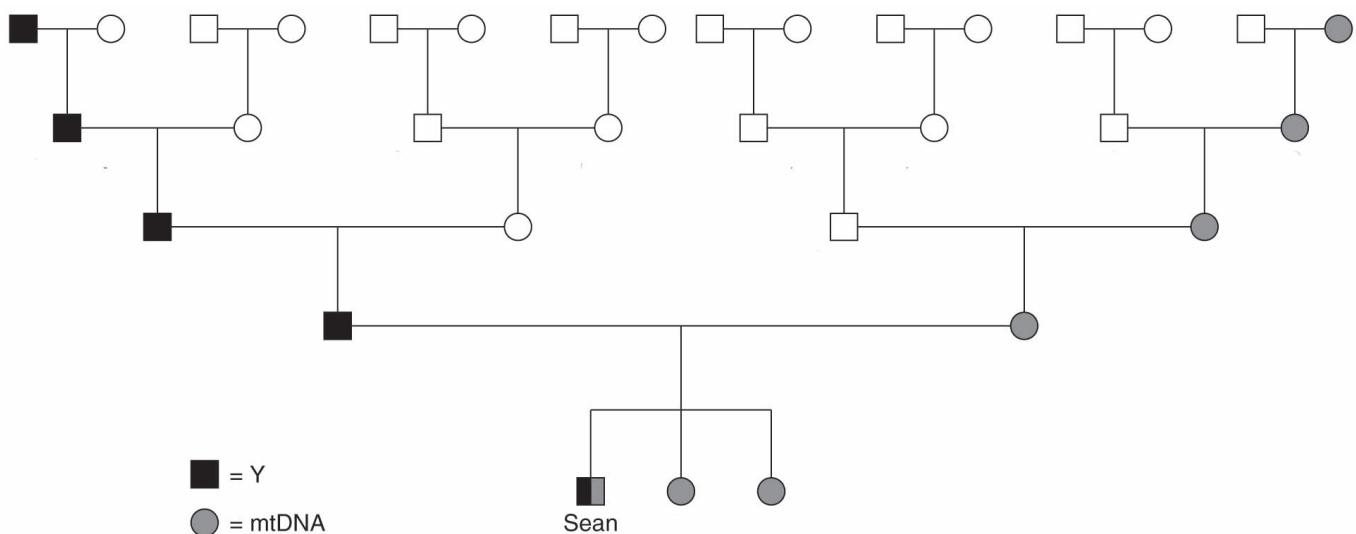 = Y
= mtDNA
Sean